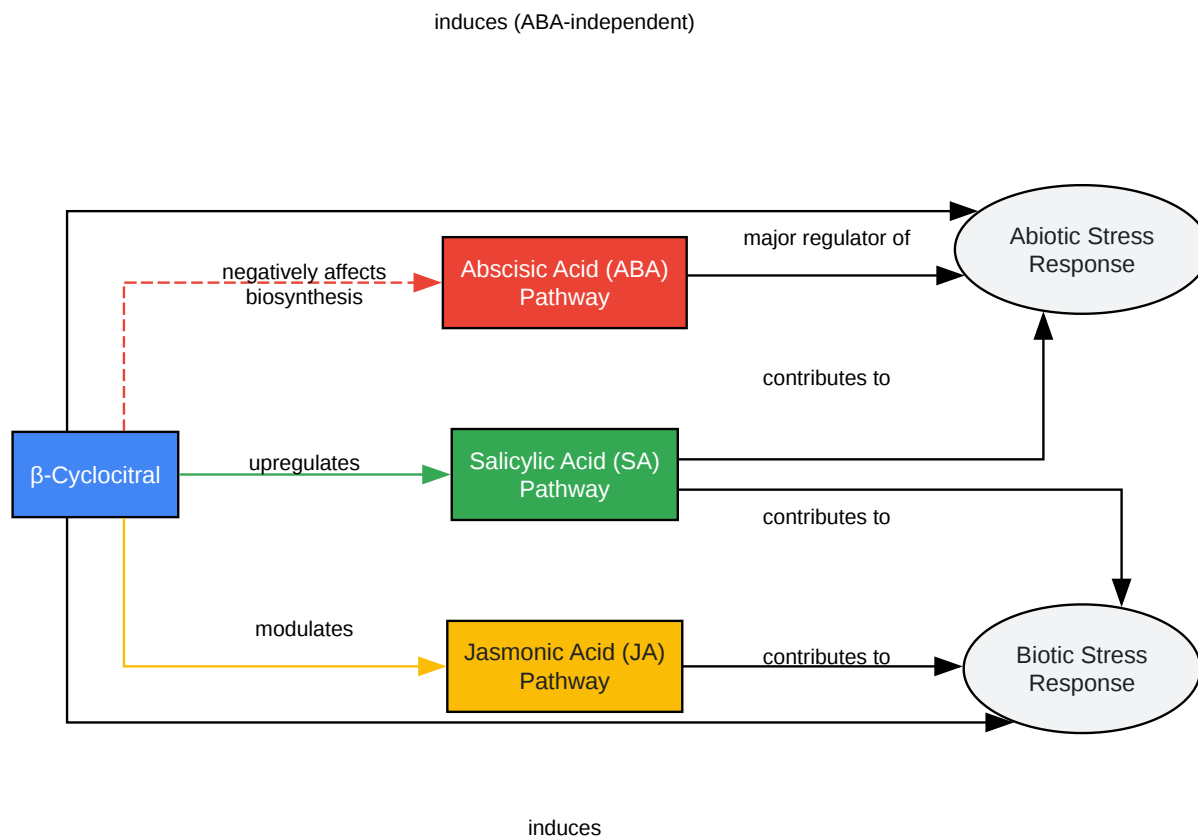 induces (ABA-independent)
major regulator of
Abiotic Stress
Response
negatively affects
biosynthesis
Abscisic Acid (ABA)
Pathway
contributes to
β-Cyclocitral
upregulates
Salicylic Acid (SA)
Pathway
contributes to
modulates
Jasmonic Acid (JA)
Pathway
contributes to
Biotic Stress
Response
induces